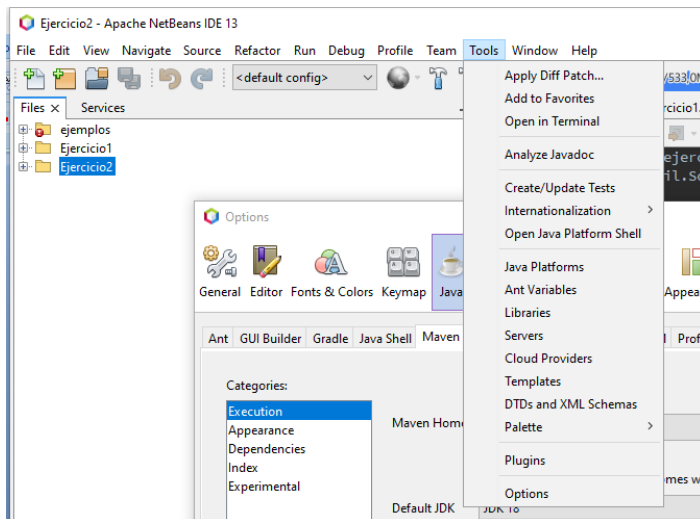 Ejercicio2 - Apache NetBeans IDE 13
File Edit View Navigate Source Refactor Run Debug Profile Team Tools Window Help
<default config>
Files Services
ejemplos
Ejercicio1
Ejercicio2
Apply Diff Patch...
Add to Favorites
Open in Terminal
Analyze Javadoc
Create/Update Tests
Internationalization
Open Java Platform Shell
Java Platforms
Ant Variables
Libraries
Servers
Cloud Providers
Templates
DTDs and XML Schemas
Palette
Plugins
Options
Options
General Editor Fonts & Colors Keymap Java
Ant GUI Builder Gradle Java Shell Maven
Categories:
Execution
Appearance
Dependencies
Index
Experimental
Maven Home
Default JDK JDK 18